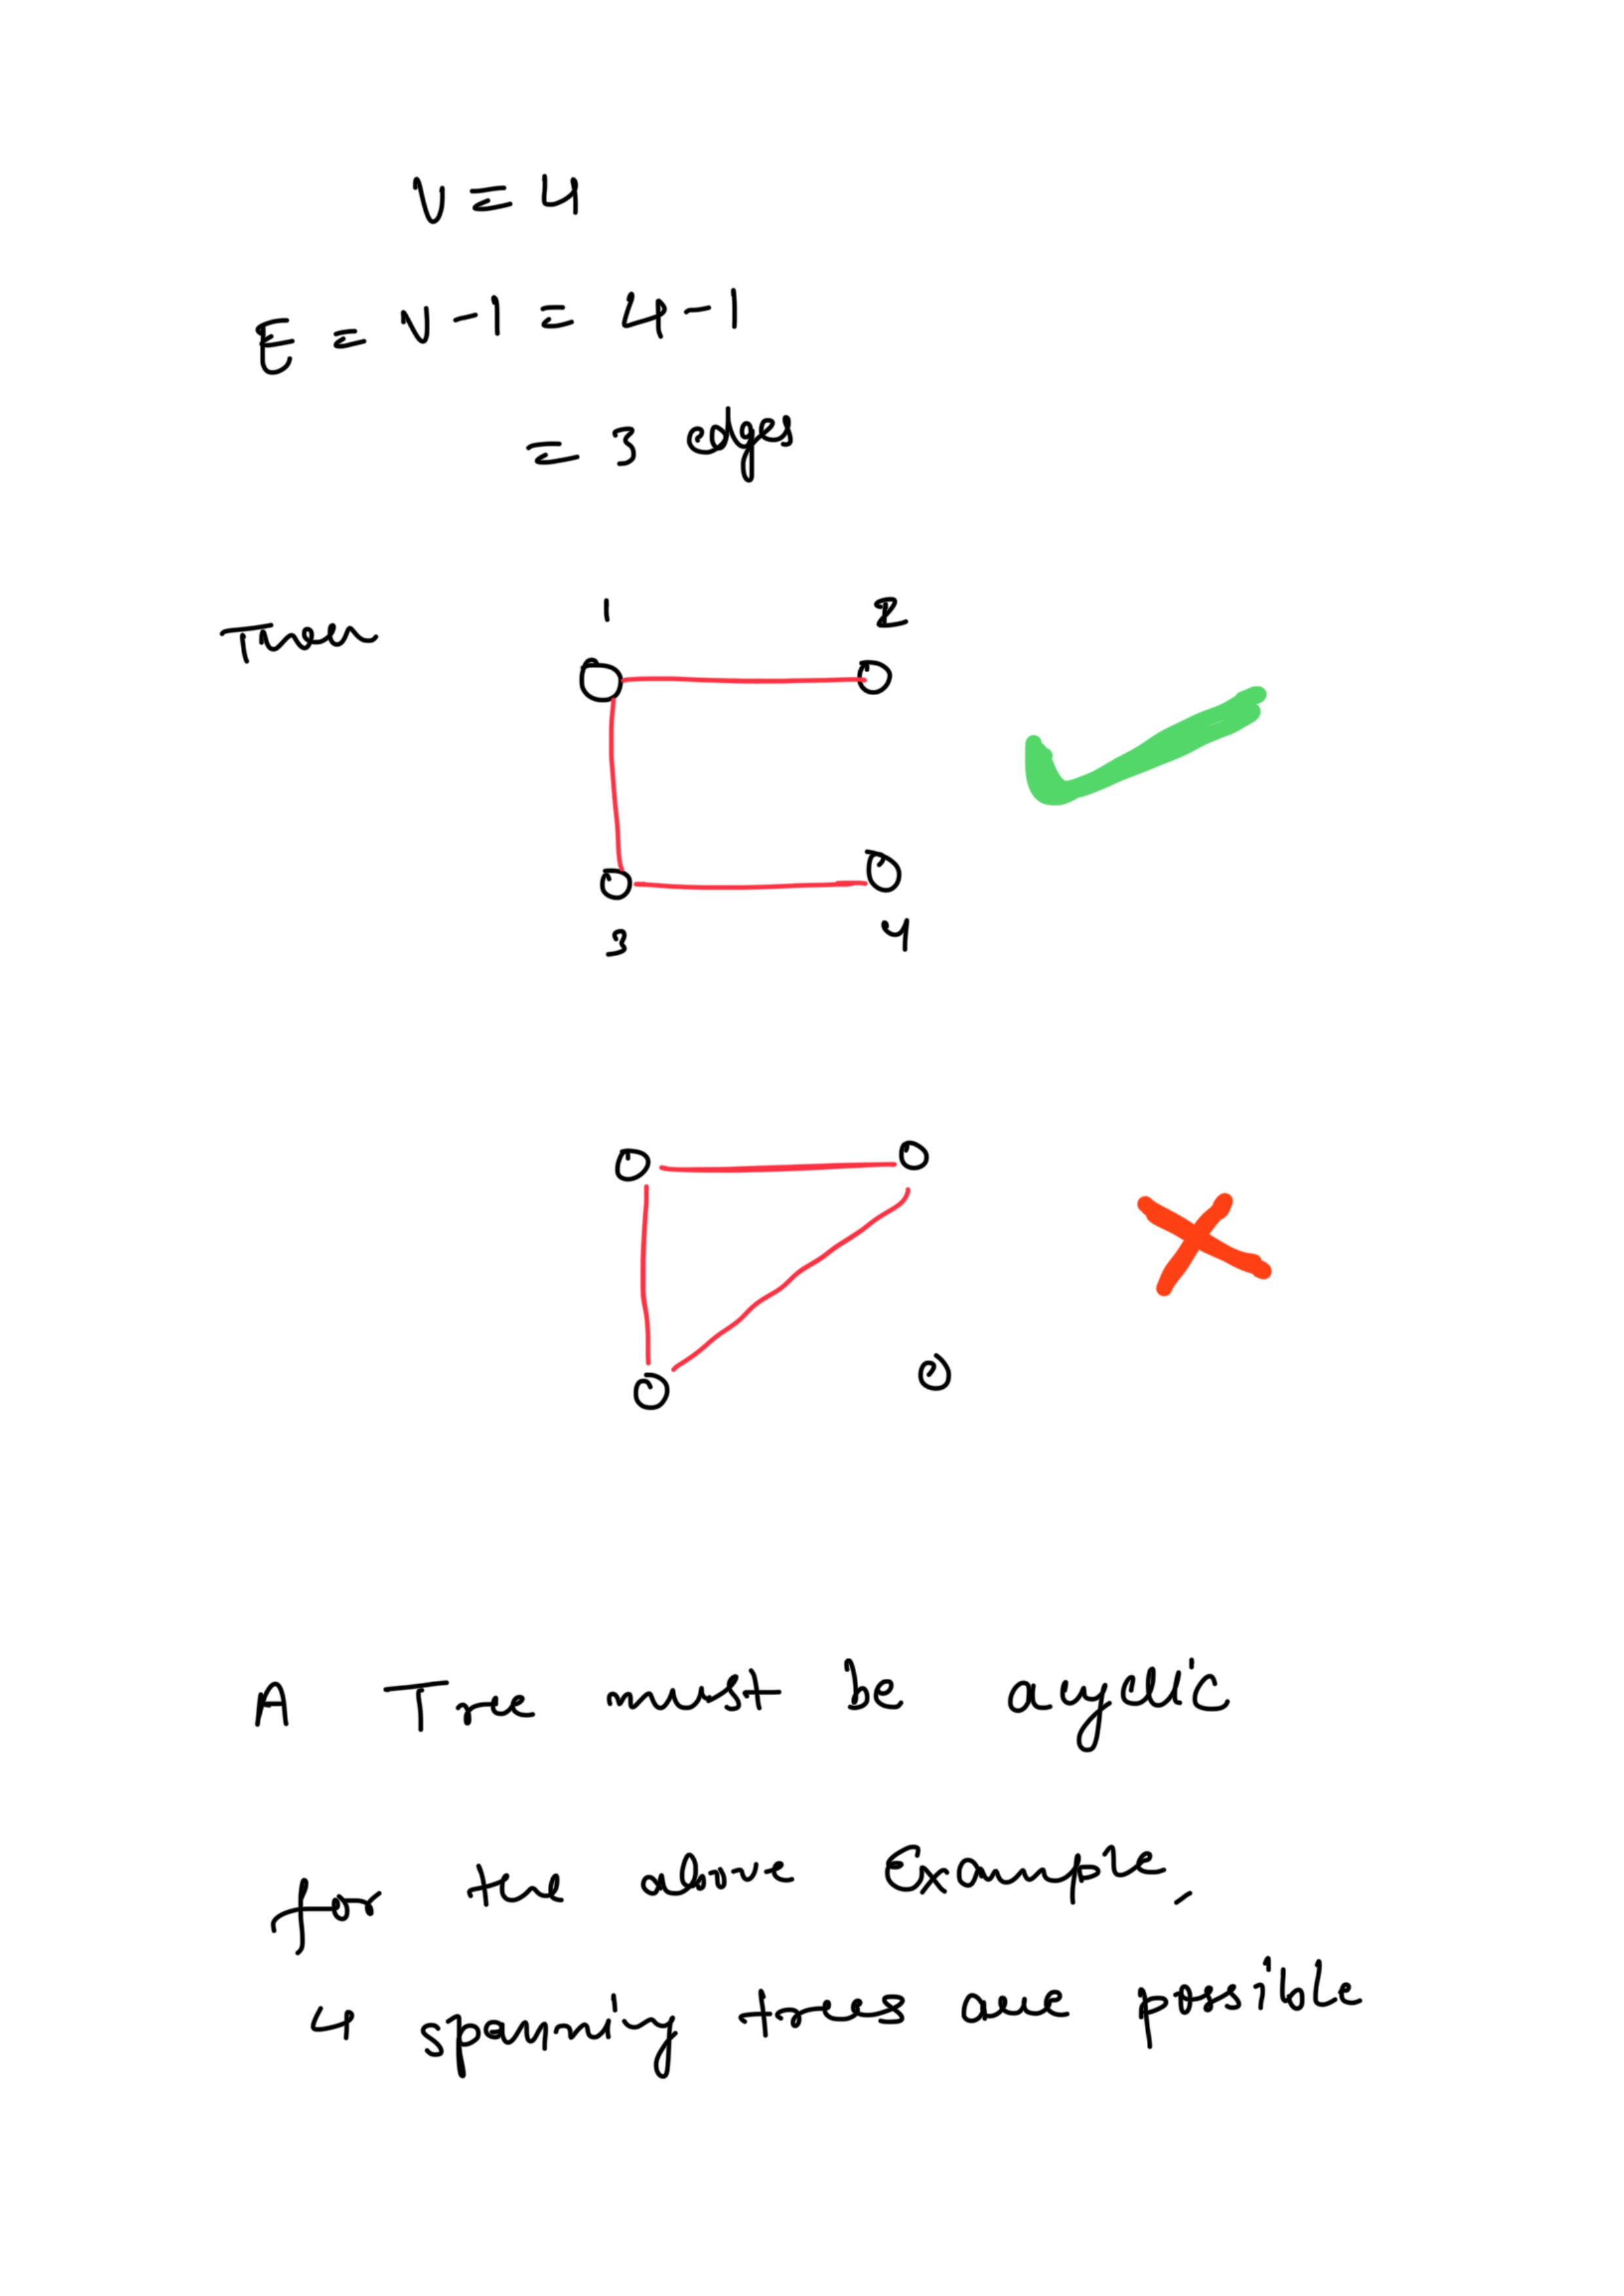 V = 4
E = V - 1 = 4 - 1
= 3 edges
Then
1 2
3 4
A Tree must be acyclic
for the above Example,
4 spanning trees are possible